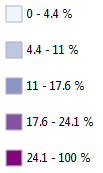 0 - 4.4 %
4.4 - 11 %
11 - 17.6 %
17.6 - 24.1 %
24.1 - 100 %